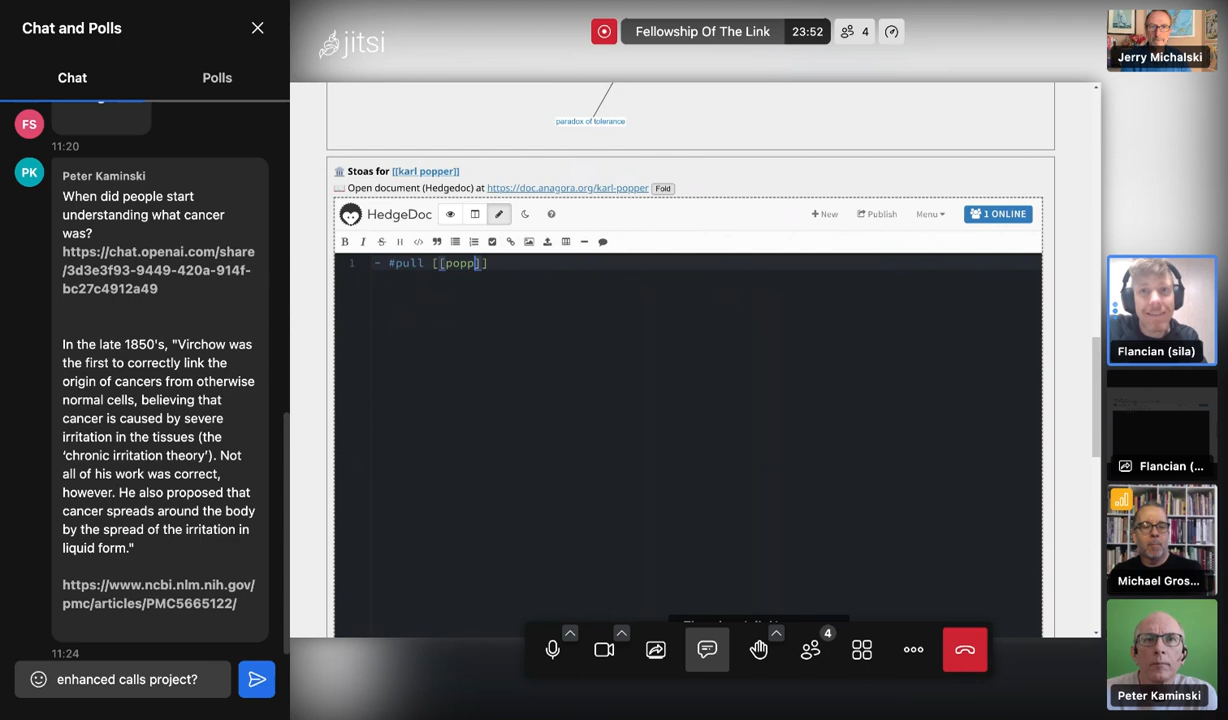 Chat and Polls
Chat
Polls
FS
11:20
PK
Peter Kaminski
When did people start
understanding what cancer
was?
https://chat.openai.com/share
/3d3e3f93-9449-420a-914f-
bc27c4912a49
In the late 1850's, "Virchow was
the first to correctly link the
origin of cancers from otherwise
normal cells, believing that
cancer is caused by severe
irritation in the tissues (the
‘chronic irritation theory’). Not
all of his work was correct,
however. He also proposed that
cancer spreads around the body
by the spread of the irritation in
liquid form."
https://www.ncbi.nlm.nih.gov/
pmc/articles/PMC5665122/
11:24
enhanced calls project?
jitsi
Fellowship Of The Link
23:52
4
paradox of tolerance
Stoas for [[karl popper]]
Open document (Hedgedoc) at https://doc.anagora.org/karl-popper Fold
HedgeDoc
+ New
Publish
Menu
1 ONLINE
1 - #pull [[popp]]
4
Jerry Michalski
Flancian (sila)
Flancian (...
Michael Gros...
Peter Kaminski